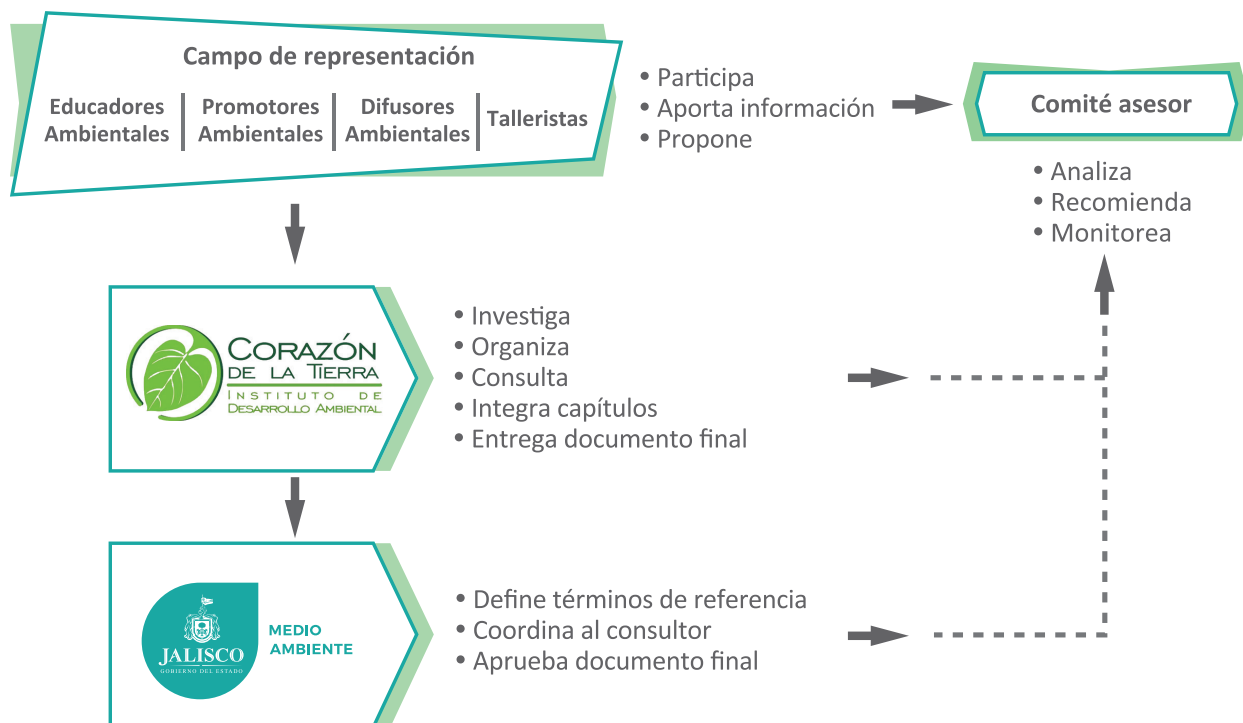 Campo de representación
Educadores
Ambientales
Promotores
Ambientales
Difusores
Ambientales
Talleristas
• Participa
• Aporta información
• Propone
Comité asesor
• Analiza
• Recomienda
• Monitorea
CORAZÓN
DE LA TIERRA
INSTITUTO DE
DESARROLLO AMBIENTAL
• Investiga
• Organiza
• Consulta
• Integra capítulos
• Entrega documento final
JALISCO
GOBIERNO DEL ESTADO
MEDIO
AMBIENTE
• Define términos de referencia
• Coordina al consultor
• Aprueba documento final